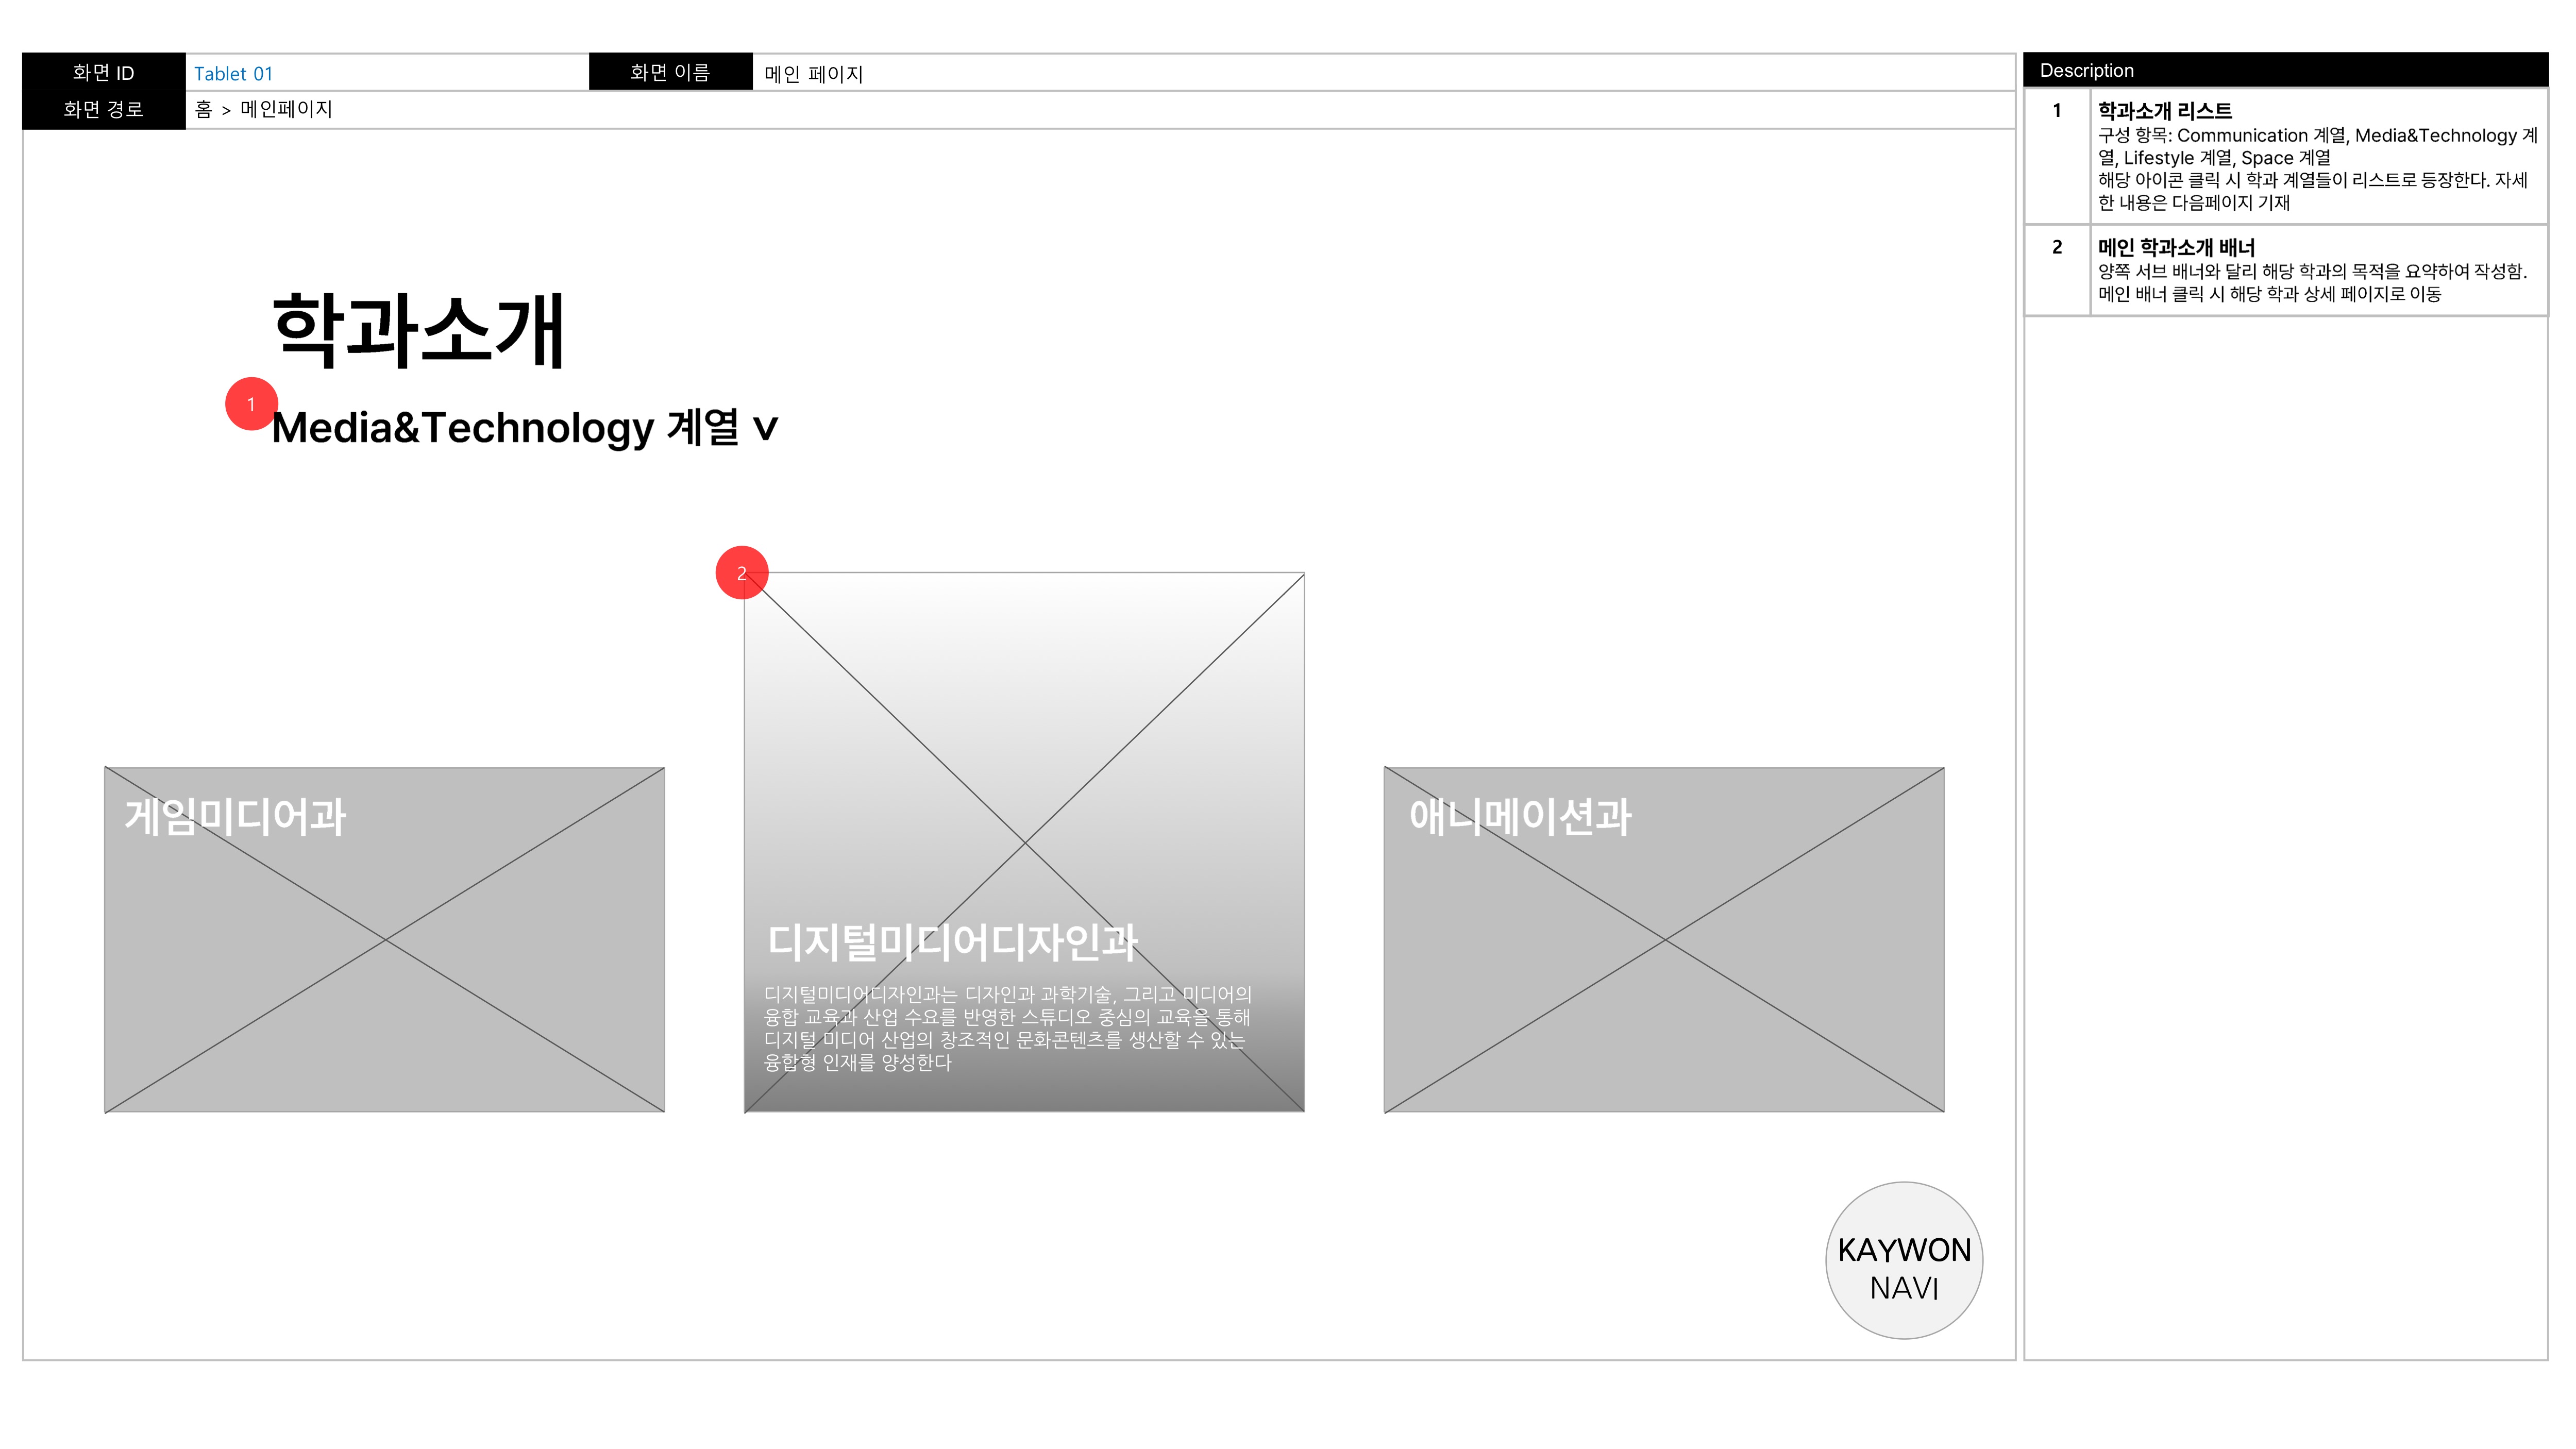 화면 ID
Tablet 01
화면 이름
메인 페이지
화면 경로
홈 > 메인페이지
학과소개
1
Media&Technology 계열 v
2
게임미디어과
디지털미디어디자인과
디지털미디어디자인과는 디자인과 과학기술, 그리고 미디어의
융합 교육과 산업 수요를 반영한 스튜디오 중심의 교육을 통해
디지털 미디어 산업의 창조적인 문화콘텐츠를 생산할 수 있는
융합형 인재를 양성한다
애니메이션과
KAYWON
NAVI
Description
1
학과소개 리스트
구성 항목: Communication 계열, Media&Technology 계
열, Lifestyle 계열, Space 계열
해당 아이콘 클릭 시 학과 계열들이 리스트로 등장한다. 자세
한 내용은 다음페이지 기재
2
메인 학과소개 배너
양쪽 서브 배너와 달리 해당 학과의 목적을 요약하여 작성함.
메인 배너 클릭 시 해당 학과 상세 페이지로 이동